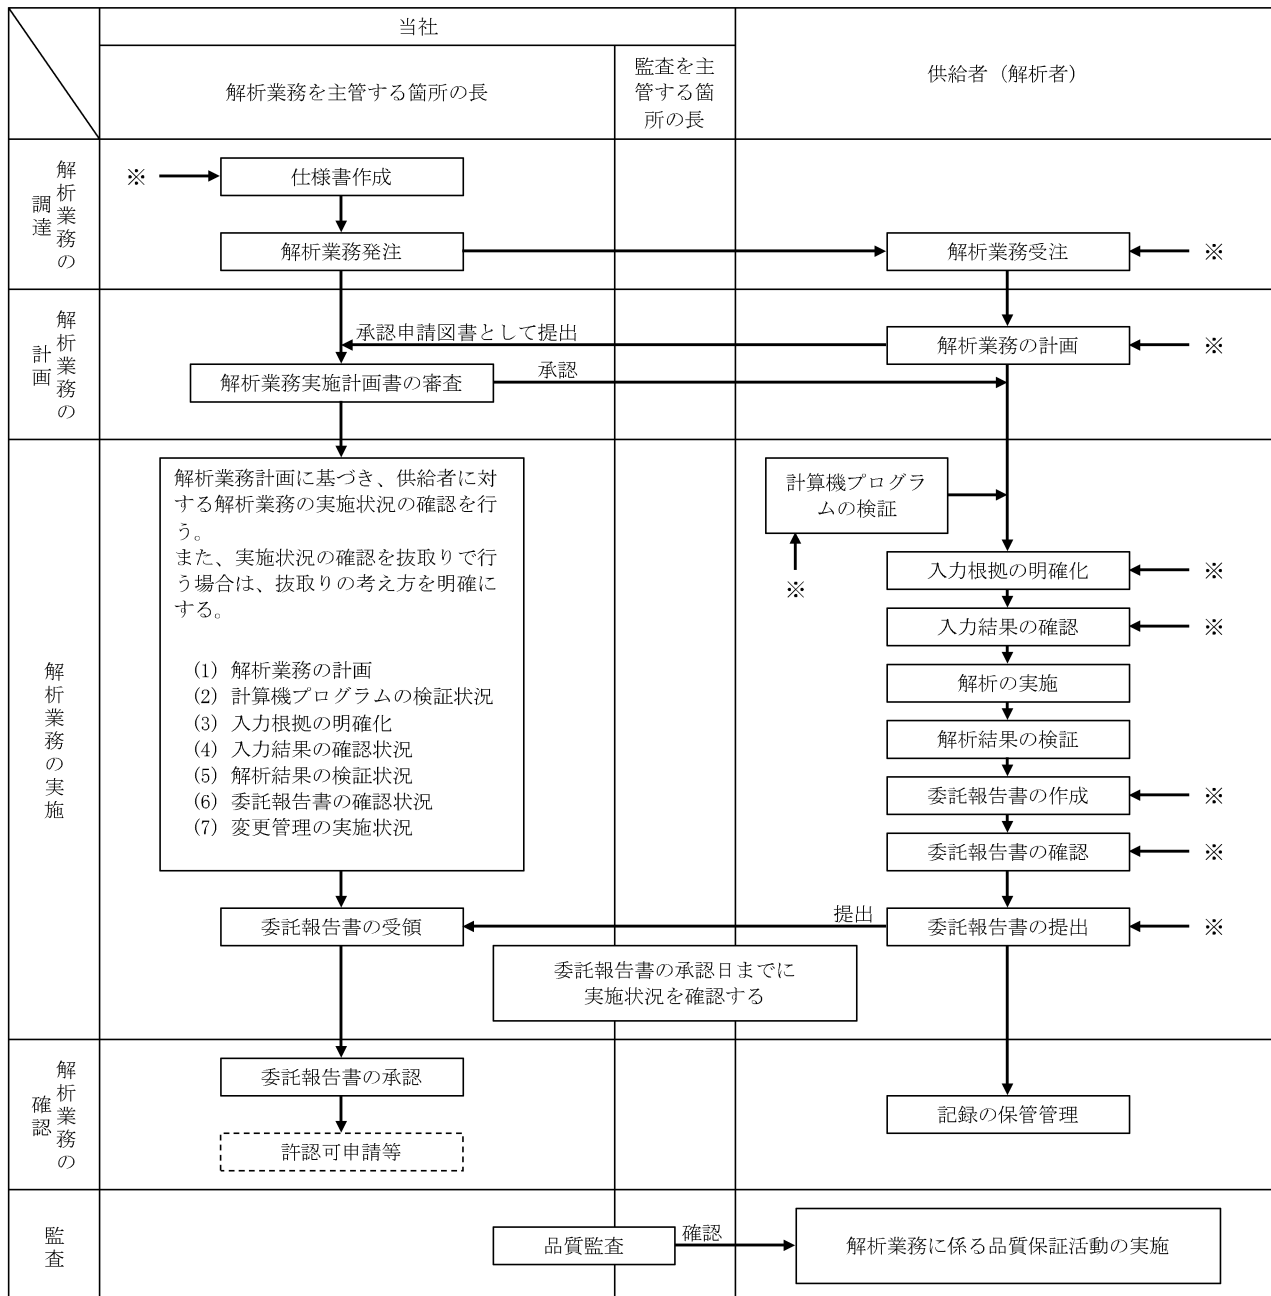 当社
解析業務を主管する箇所の長
監査を主
管する箇
所の長
供給者（解析者）
解析業務の
調達
※
仕様書作成
解析業務発注
解析業務受注
※
解析業務の
計画
承認申請図書として提出
解析業務の計画
※
解析業務実施計画書の審査
承認
解析業務の実施
解析業務計画に基づき、供給者に対
する解析業務の実施状況の確認を行
う。
また、実施状況の確認を抜取りで行
う場合は、抜取りの考え方を明確に
する。
(1) 解析業務の計画
(2) 計算機プログラムの検証状況
(3) 入力根拠の明確化
(4) 入力結果の確認状況
(5) 解析結果の検証状況
(6) 委託報告書の確認状況
(7) 変更管理の実施状況
計算機プログラ
ムの検証
※
入力根拠の明確化
※
入力結果の確認
※
解析の実施
解析結果の検証
委託報告書の作成
※
委託報告書の確認
※
委託報告書の受領
提出
委託報告書の提出
※
委託報告書の承認日までに
実施状況を確認する
解析業務の
確認
委託報告書の承認
記録の保管管理
許認可申請等
監査
品質監査
確認
解析業務に係る品質保証活動の実施